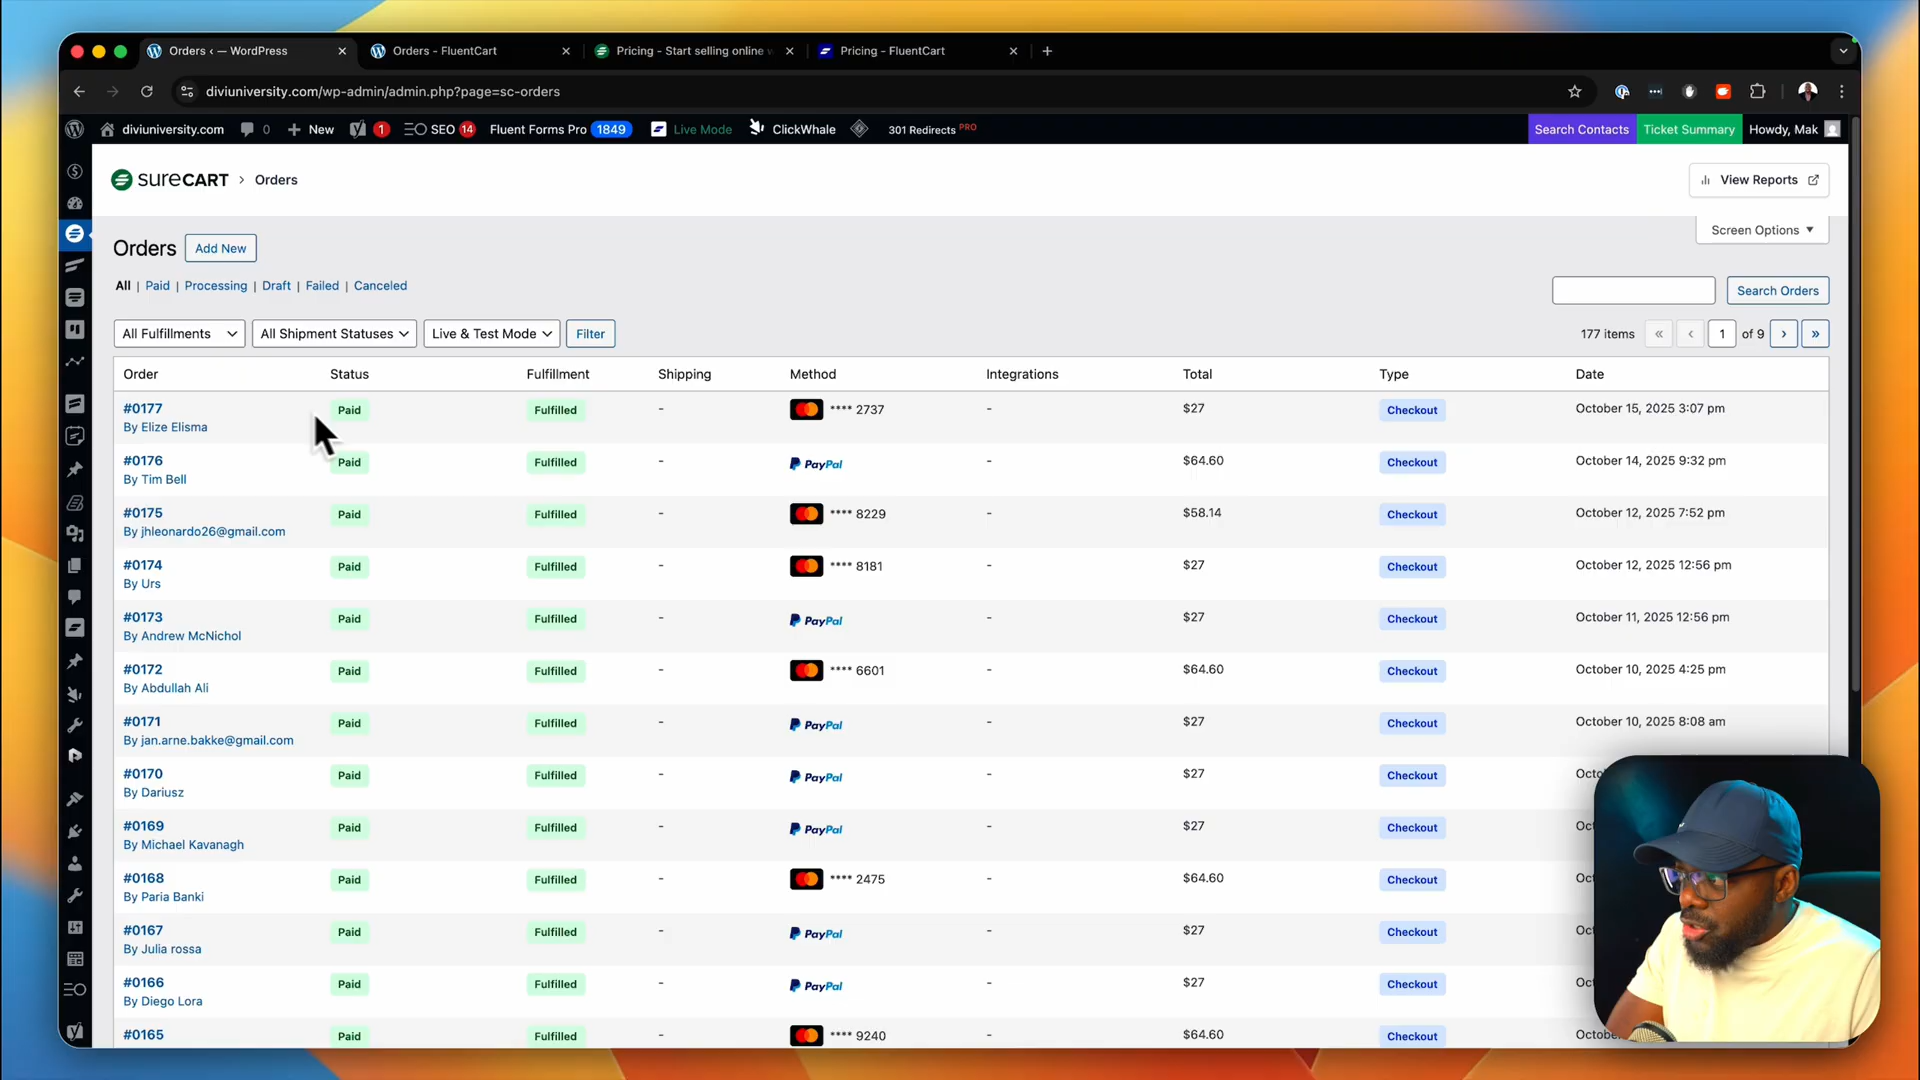 Orders ‹ — WordPress
Orders - FluentCart
Pricing - Start selling online
Pricing - FluentCart
diviuniversity.com/wp-admin/admin.php?page=sc-orders
diviuniversity.com 0 New 1 SEO 14 Fluent Forms Pro 1849 Live Mode ClickWhale 301 Redirects PRO Search Contacts Ticket Summary Howdy, Mak
SURECART › Orders
View Reports
Orders Add New
Screen Options
All | Paid | Processing | Draft | Failed | Canceled
Search Orders
All Fulfillments All Shipment Statuses Live & Test Mode Filter 177 items « ‹ 1 of 9 › »
Order Status Fulfillment Shipping Method Integrations Total Type Date
#0177 Paid Fulfilled - **** 2737 - $27 Checkout October 15, 2025 3:07 pm
By Elize Elisma
#0176 Paid Fulfilled - PayPal - $64.60 Checkout October 14, 2025 9:32 pm
By Tim Bell
#0175 Paid Fulfilled - **** 8229 - $58.14 Checkout October 12, 2025 7:52 pm
By jhleonardo26@gmail.com
#0174 Paid Fulfilled - **** 8181 - $27 Checkout October 12, 2025 12:56 pm
By Urs
#0173 Paid Fulfilled - PayPal - $27 Checkout October 11, 2025 12:56 pm
By Andrew McNichol
#0172 Paid Fulfilled - **** 6601 - $64.60 Checkout October 10, 2025 4:25 pm
By Abdullah Ali
#0171 Paid Fulfilled - PayPal - $27 Checkout October 10, 2025 8:08 am
By jan.arne.bakke@gmail.com
#0170 Paid Fulfilled - PayPal - $27 Checkout
By Dariusz
#0169 Paid Fulfilled - PayPal - $27 Checkout
By Michael Kavanagh
#0168 Paid Fulfilled - **** 2475 - $64.60 Checkout
By Paria Banki
#0167 Paid Fulfilled - PayPal - $27 Checkout
By Julia rossa
#0166 Paid Fulfilled - PayPal - $27 Checkout
By Diego Lora
#0165 Paid Fulfilled **** 9240 $64.60 Checkout